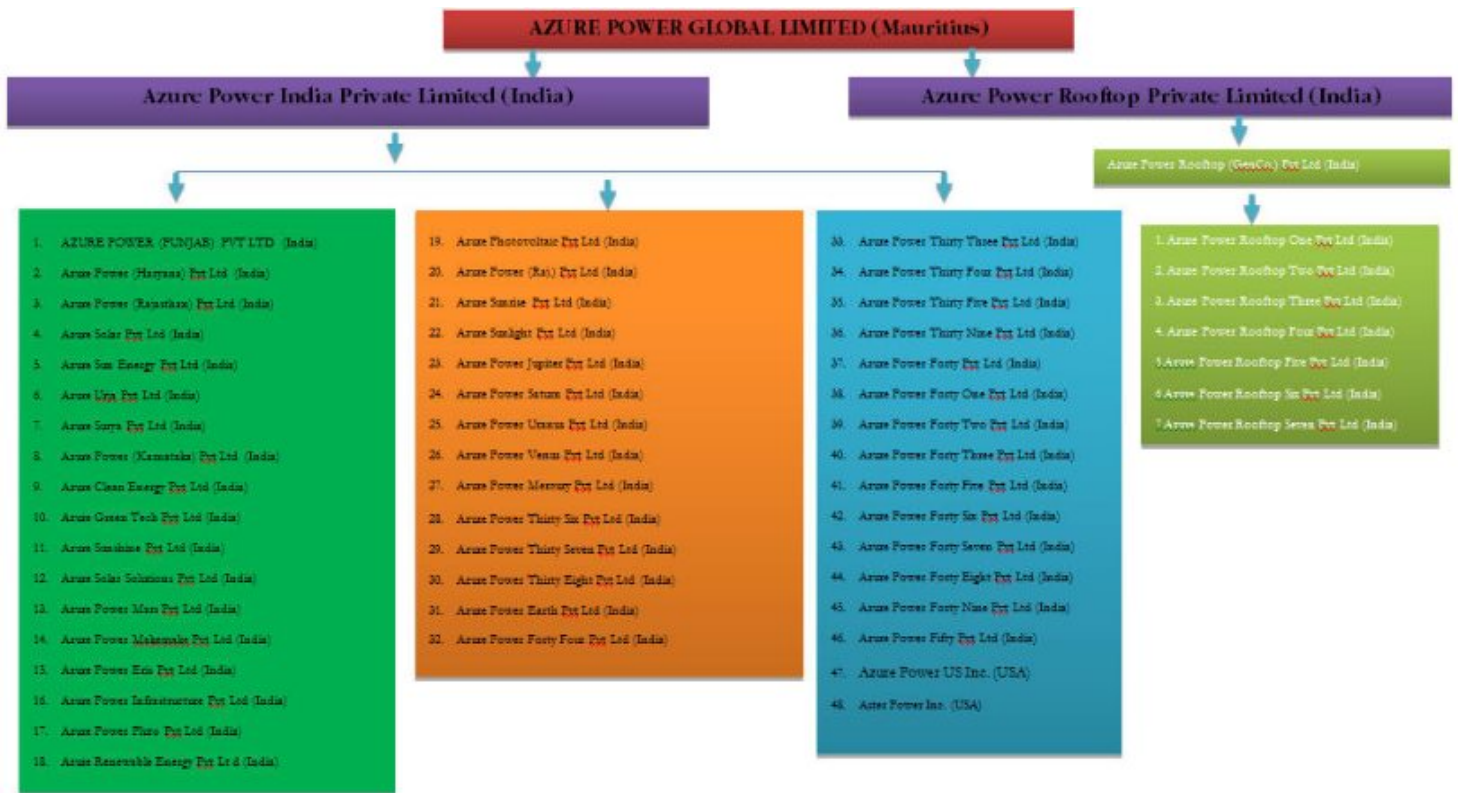 AZURE POWER GLOBAL LIMITED (Mauritius)
Azure Power India Private Limited (India)
Azure Power Rooftop Private Limited (India)
Azure Power Rooftop (GenCo.) Pvt Ltd (India)
1. AZURE POWER (PUNJAB) PVT LTD (India)
2. Azure Power (Haryana) Pvt Ltd (India)
3. Azure Power (Rajasthan) Pvt Ltd (India)
4. Azure Solar Pvt Ltd (India)
5. Azure Sun Energy Pvt Ltd (India)
6. Azure Urja Pvt Ltd (India)
7. Azure Surya Pvt Ltd (India)
8. Azure Power (Karnataka) Pvt Ltd (India)
9. Azure Clean Energy Pvt Ltd (India)
10. Azure Green Tech Pvt Ltd (India)
11. Azure Sunshine Pvt Ltd (India)
12. Azure Solar Solutions Pvt Ltd (India)
13. Azure Power Mars Pvt Ltd (India)
14. Azure Power Makemake Pvt Ltd (India)
15. Azure Power Eris Pvt Ltd (India)
16. Azure Power Infrastructure Pvt Ltd (India)
17. Azure Power Pluto Pvt Ltd (India)
18. Azure Renewable Energy Pvt Lt d (India)
19. Azure Photovoltaic Pvt Ltd (India)
20. Azure Power (Raj.) Pvt Ltd (India)
21. Azure Sunrise Pvt Ltd (India)
22. Azure Sunlight Pvt Ltd (India)
23. Azure Power Jupiter Pvt Ltd (India)
24. Azure Power Saturn Pvt Ltd (India)
25. Azure Power Uranus Pvt Ltd (India)
26. Azure Power Venus Pvt Ltd (India)
27. Azure Power Mercury Pvt Ltd (India)
28. Azure Power Thirty Six Pvt Ltd (India)
29. Azure Power Thirty Seven Pvt Ltd (India)
30. Azure Power Thirty Eight Pvt Ltd (India)
31. Azure Power Earth Pvt Ltd (India)
32. Azure Power Forty Four Pvt Ltd (India)
33. Azure Power Thirty Three Pvt Ltd (India)
34. Azure Power Thirty Four Pvt Ltd (India)
35. Azure Power Thirty Five Pvt Ltd (India)
36. Azure Power Thirty Nine Pvt Ltd (India)
37. Azure Power Forty Pvt Ltd (India)
38. Azure Power Forty One Pvt Ltd (India)
39. Azure Power Forty Two Pvt Ltd (India)
40. Azure Power Forty Three Pvt Ltd (India)
41. Azure Power Forty Five Pvt Ltd (India)
42. Azure Power Forty Six Pvt Ltd (India)
43. Azure Power Forty Seven Pvt Ltd (India)
44. Azure Power Forty Eight Pvt Ltd (India)
45. Azure Power Forty Nine Pvt Ltd (India)
46. Azure Power Fifty Pvt Ltd (India)
47. Azure Power US Inc. (USA)
48. Aster Power Inc. (USA)
1. Azure Power Rooftop One Pvt Ltd (India)
2. Azure Power Rooftop Two Pvt Ltd (India)
3. Azure Power Rooftop Three Pvt Ltd (India)
4. Azure Power Rooftop Four Pvt Ltd (India)
5.Azure Power Rooftop Five Pvt Ltd (India)
6.Azure Power Rooftop Six Pvt Ltd (India)
7.Azure Power Rooftop Seven Pvt Ltd (India)